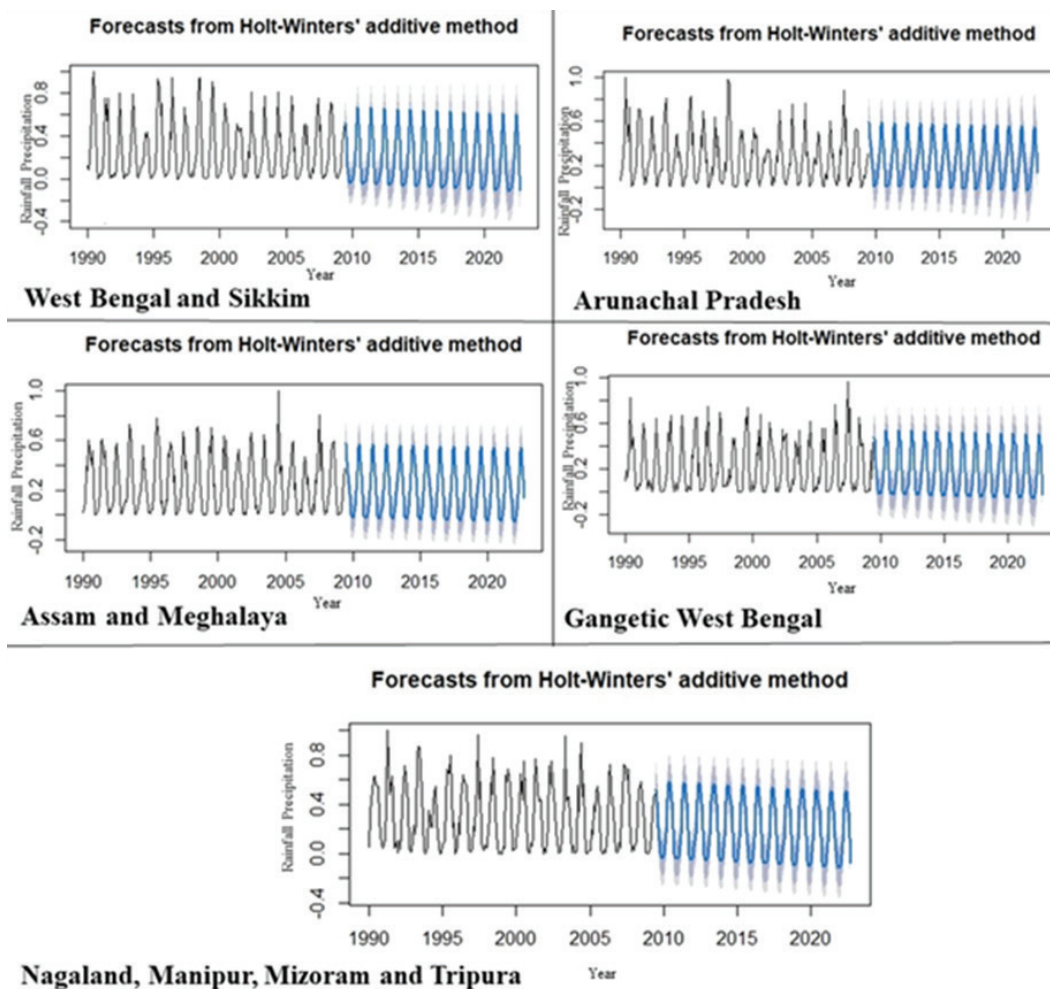 Forecasts from Holt-Winters' additive method
Rainfall Precipitation
0.8
0.4
0.0
-0.4
1990 1995 2000 2005 2010 2015 2020
Year
West Bengal and Sikkim
Forecasts from Holt-Winters' additive method
Rainfall Precipitation
1.0
0.6
0.2
-0.2
1990 1995 2000 2005 2010 2015 2020
Year
Arunachal Pradesh
Forecasts from Holt-Winters' additive method
Rainfall Precipitation
1.0
0.6
0.2
-0.2
1990 1995 2000 2005 2010 2015 2020
Year
Assam and Meghalaya
Forecasts from Holt-Winters' additive method
Rainfall Precipitation
1.0
0.6
0.2
-0.2
1990 1995 2000 2005 2010 2015 2020
Year
Gangetic West Bengal
Forecasts from Holt-Winters' additive method
Rainfall Precipitation
0.8
0.4
0.0
-0.4
1990 1995 2000 2005 2010 2015 2020
Year
Nagaland, Manipur, Mizoram and Tripura